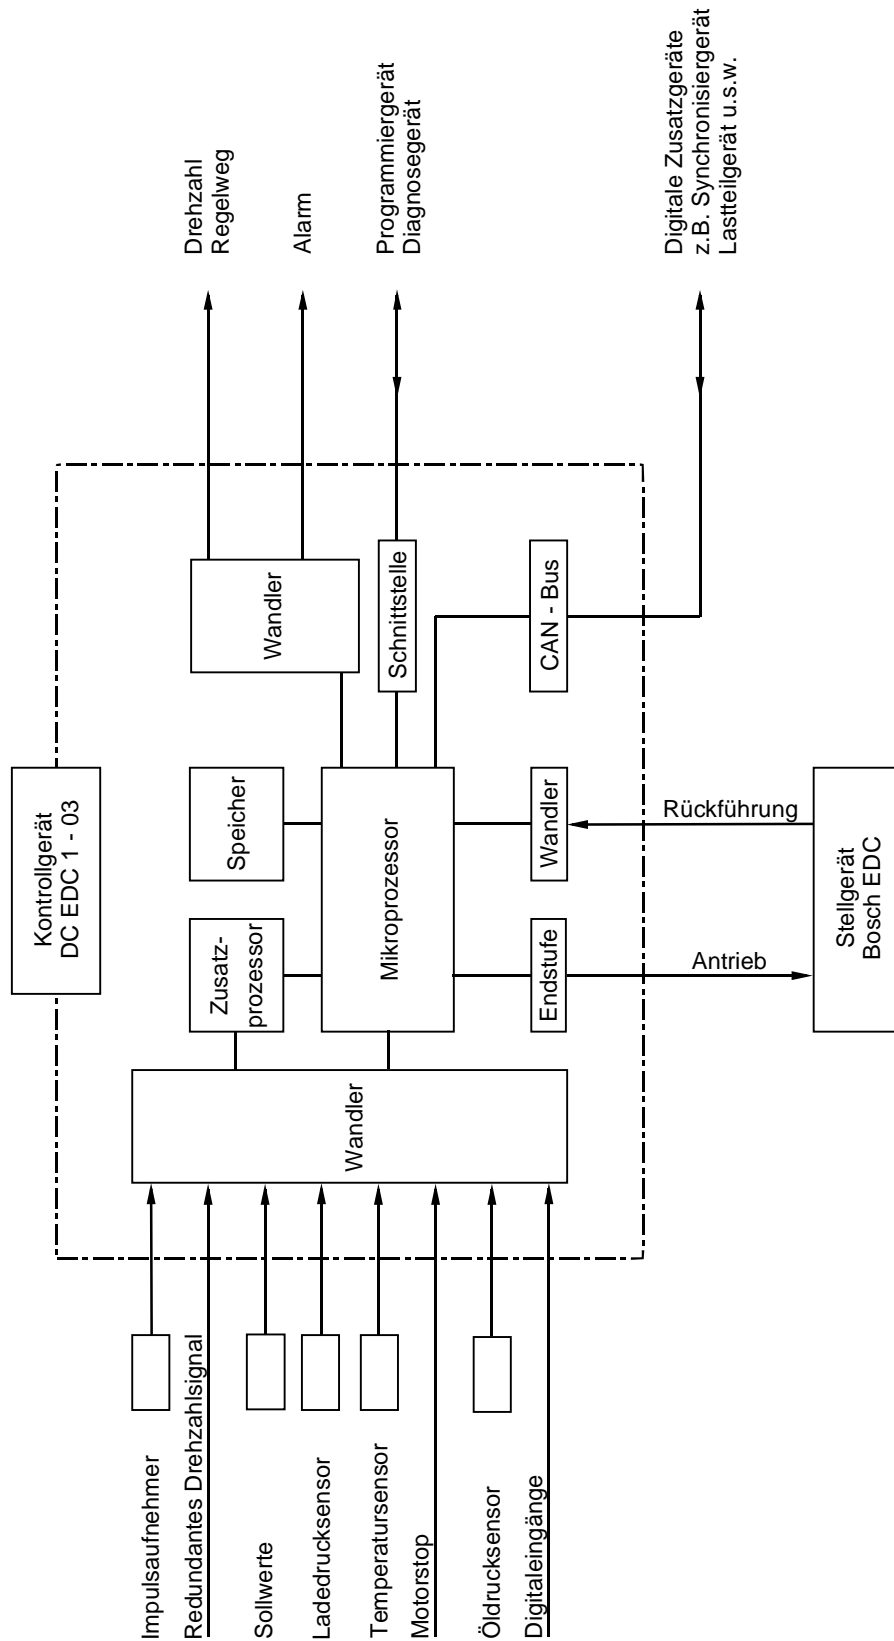 Kontrollgerät
DC EDC 1 - 03
Drehzahl
Regelweg
Alarm
Programmiergerät
Diagnosegerät
Digitale Zusatzgeräte
z.B. Synchronisiergerät
Lastteilgerät u.s.w.
Wandler
Schnittstelle
CAN - Bus
Speicher
Zusatz-
prozessor
Mikroprozessor
Wandler
Endstufe
Rückführung
Antrieb
Stellgerät
Bosch EDC
Wandler
Impulsaufnehmer
Redundantes Drehzahlsignal
Sollwerte
Ladedrucksensor
Temperatursensor
Motorstop
Öldrucksensor
Digitaleingänge